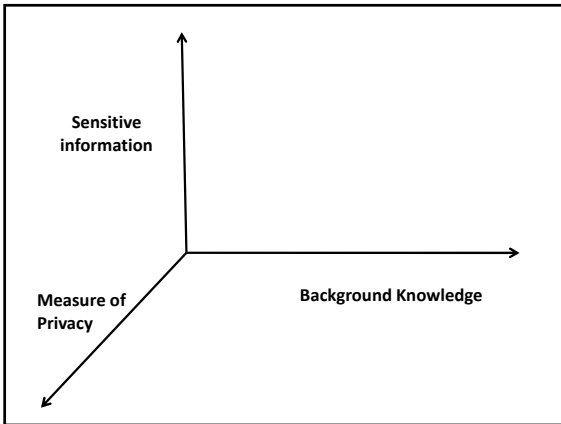 Sensitive
information
Measure of
Privacy
Background Knowledge